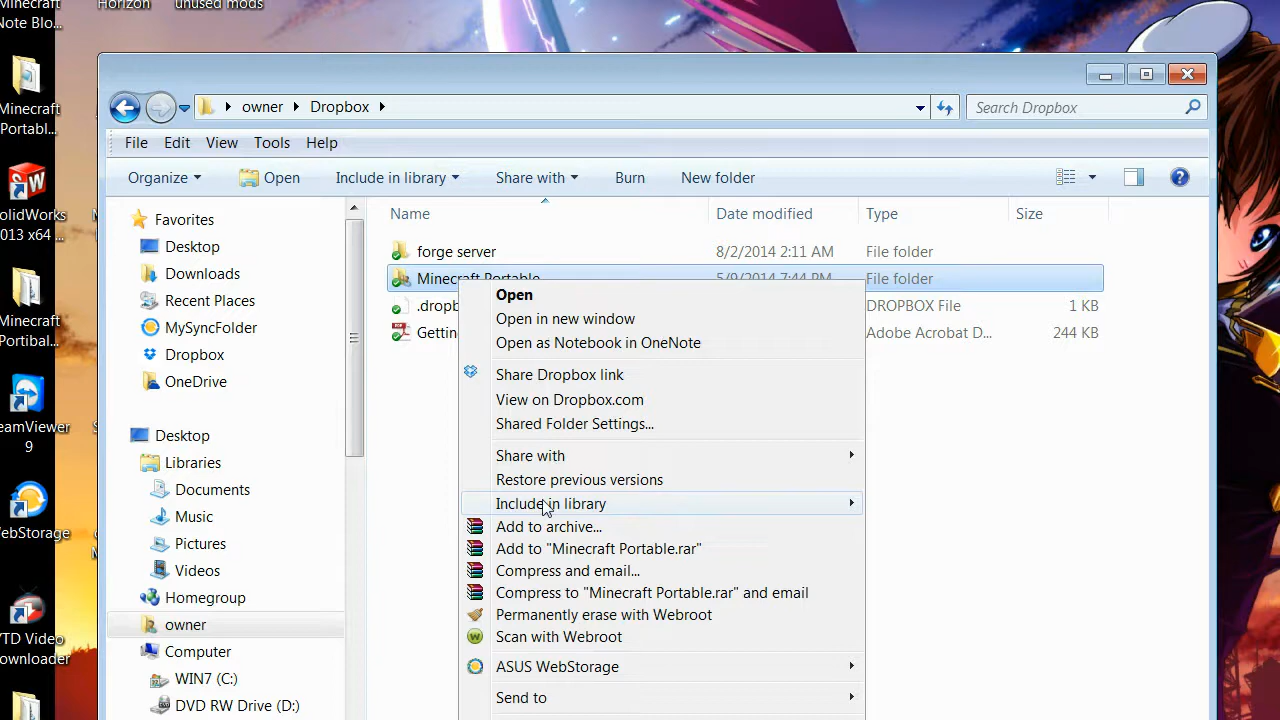 Minecraft
Note Blo...
Horizon
unused mods
Minecraft
Portabl...
SolidWorks
2013 x64 ...
Minecraft
Portibal...
TeamViewer
9
WebStorage
YTD Video
Downloader
owner
Dropbox
Search Dropbox
File
Edit
View
Tools
Help
Organize
Open
Include in library
Share with
Burn
New folder
Name
Date modified
Type
Size
Favorites
Desktop
Downloads
Recent Places
MySyncFolder
Dropbox
OneDrive
Desktop
Libraries
Documents
Music
Pictures
Videos
Homegroup
owner
Computer
WIN7 (C:)
DVD RW Drive (D:)
forge server 8/2/2014 2:11 AM File folder
Minecraft Portable 5/9/2014 7:44 PM File folder
.dropb DROPBOX File 1 KB
Gettin Adobe Acrobat D... 244 KB
Open
Open in new window
Open as Notebook in OneNote
Share Dropbox link
View on Dropbox.com
Shared Folder Settings...
Share with
Restore previous versions
Include in library
Add to archive...
Add to "Minecraft Portable.rar"
Compress and email...
Compress to "Minecraft Portable.rar" and email
Permanently erase with Webroot
Scan with Webroot
ASUS WebStorage
Send to